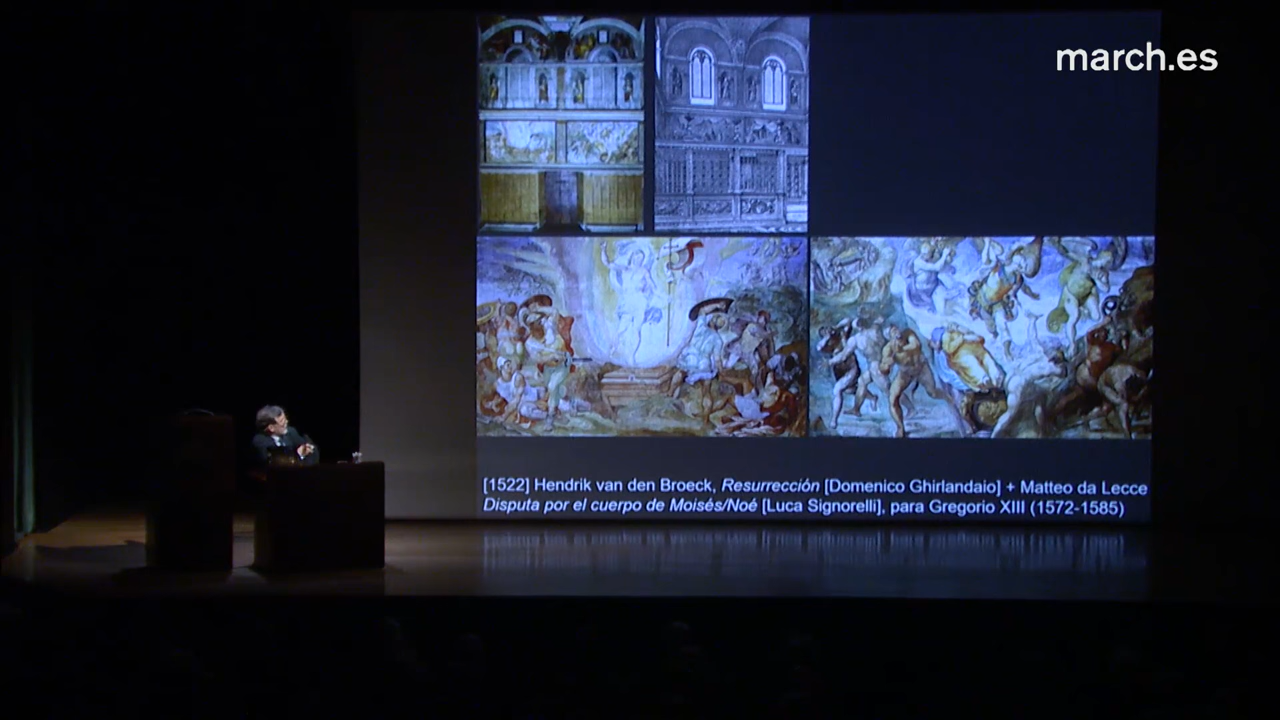 march.es
[1522] Hendrik van den Broeck, Resurrección [Domenico Ghirlandaio] + Matteo da Lecce
Disputa por el cuerpo de Moisés/Noé [Luca Signorelli], para Gregorio XIII (1572-1585)